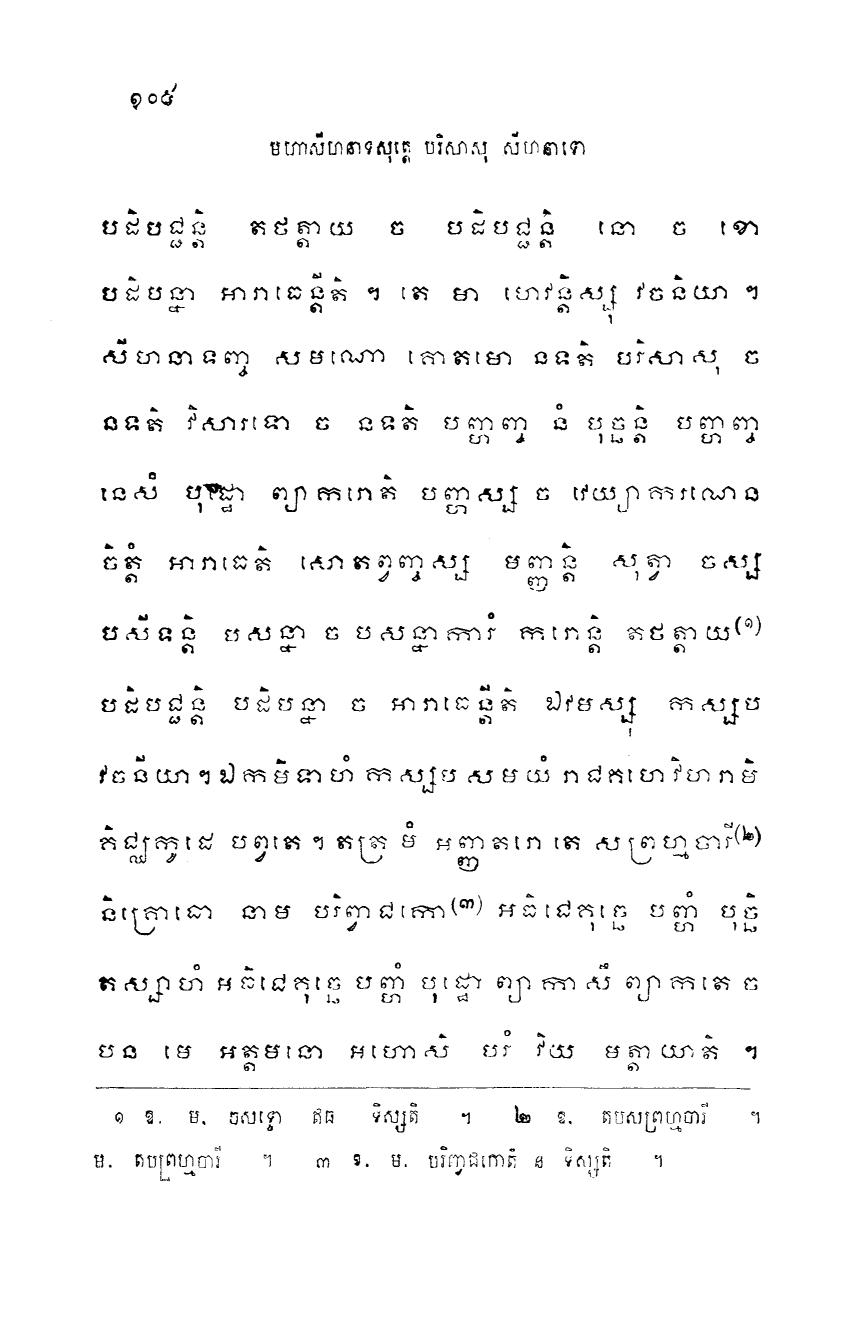 ១០៥
មហាសីហនាទសុត្តេ បរិសាសុ សីហនាទោ
បដិបជ្ជន្តិ តថត្តាយ ច បដិបជ្ជន្តិ នោ ច ខោ
បដិបន្នា អារាធេន្តីតិ ។ តេ មា ហេវន្តិស្សុ វចនិយា ។
សីហនាទញ្ច សមណោ គោតមោ នទតិ បរិសាសុ ច
នទតិ វិសារទោ ច នទតិ បញ្ហញ្ច នំ បុច្ឆន្តិ បញ្ហញ្ច
នេសំ បុដ្ឋោ ព្យាករោតិ បញ្ហស្ស ច វេយ្យាករណេន
ចិត្តំ អារាធេតិ សោតព្វញ្ចស្ស មញ្ញន្តិ សុត្វា ចស្ស
បសីទន្តិ បសន្នា ច បសន្នាការំ ករោន្តិ តថត្តាយ(១)
បដិបជ្ជន្តិ បដិបន្នា ច អារាធេន្តីតិ ឯវមស្សុ កស្សប
វចនីយា ។ ឯកមិទាហំ កស្សប សមយំ រាជគហេ វិហរាមិ
គិជ្ឈកូដេ បព្វតេ ។ តត្រ មំ អញ្ញតរោ តេ សព្រហ្មចារី(២)
និគ្រោធោ នាម បរិព្វាជកោ(៣) អធិជេគុច្ឆេ បញ្ហំ បុច្ឆិ
តស្សាហំ អធិជេគុច្ឆេ បញ្ហំ បុដ្ឋោ ព្យាកាសឹ ព្យាកតេ ច
បន មេ អត្តមនោ អហោសិ បរំ វិយ មត្តាយាតិ ។
១ ឧ. ម. ចសទ្ទោ ឥធ ទិស្សតិ ។ ២ ឧ. តបសព្រហ្មចារី ។
ម. តបព្រហ្មចារី ។ ៣ ឧ. ម. បរិព្វាជកោតិ ន ទិស្សតិ ។